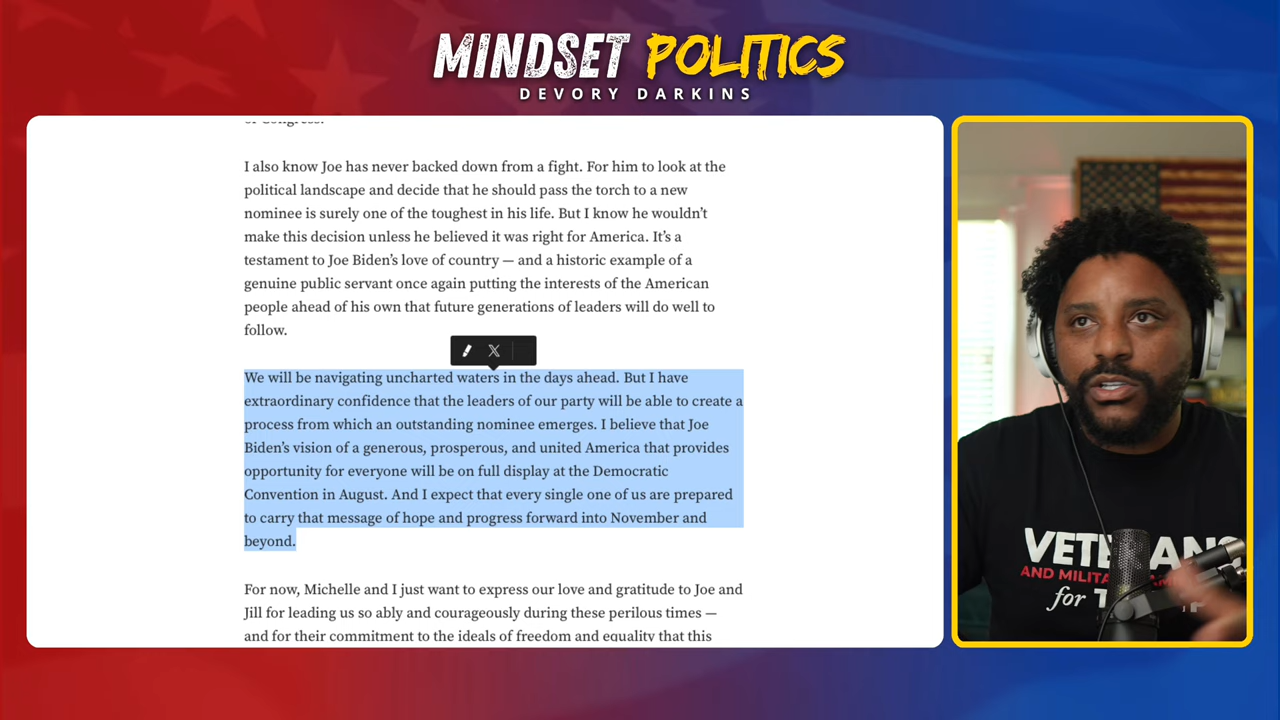 MINDSET POLITICS
DEVORY DARKINS
of Congress.
I also know Joe has never backed down from a fight. For him to look at the
political landscape and decide that he should pass the torch to a new
nominee is surely one of the toughest in his life. But I know he wouldn’t
make this decision unless he believed it was right for America. It’s a
testament to Joe Biden’s love of country — and a historic example of a
genuine public servant once again putting the interests of the American
people ahead of his own that future generations of leaders will do well to
follow.
We will be navigating uncharted waters in the days ahead. But I have
extraordinary confidence that the leaders of our party will be able to create a
process from which an outstanding nominee emerges. I believe that Joe
Biden’s vision of a generous, prosperous, and united America that provides
opportunity for everyone will be on full display at the Democratic
Convention in August. And I expect that every single one of us are prepared
to carry that message of hope and progress forward into November and
beyond.
For now, Michelle and I just want to express our love and gratitude to Joe and
Jill for leading us so ably and courageously during these perilous times —
and for their commitment to the ideals of freedom and equality that this
AND
for